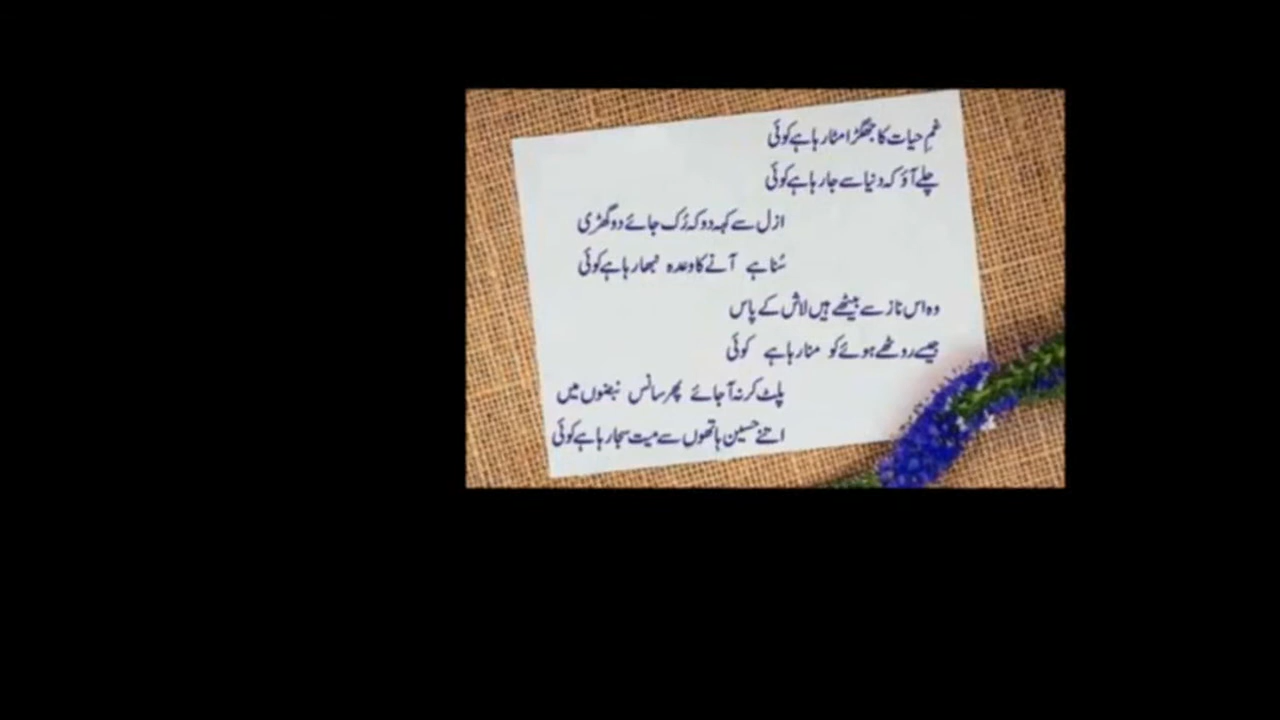 غمِ حیات کا جھگڑا مٹا رہا ہے کوئی
چلے آؤ کہ دنیا سے جا رہا ہے کوئی
ازل سے کہہ دو کہ رُک جائے دو گھڑی
سُنا ہے آنے کا وعدہ نبھا رہا ہے کوئی
وہ اس ناز سے بیٹھے ہیں لاش کے پاس
جیسے روٹھے ہوئے کو منا رہا ہے کوئی
پلٹ کر نہ آ جائے پھر سانس نبضوں میں
اتنے حسین ہاتھوں سے میت سجا رہا ہے کوئی